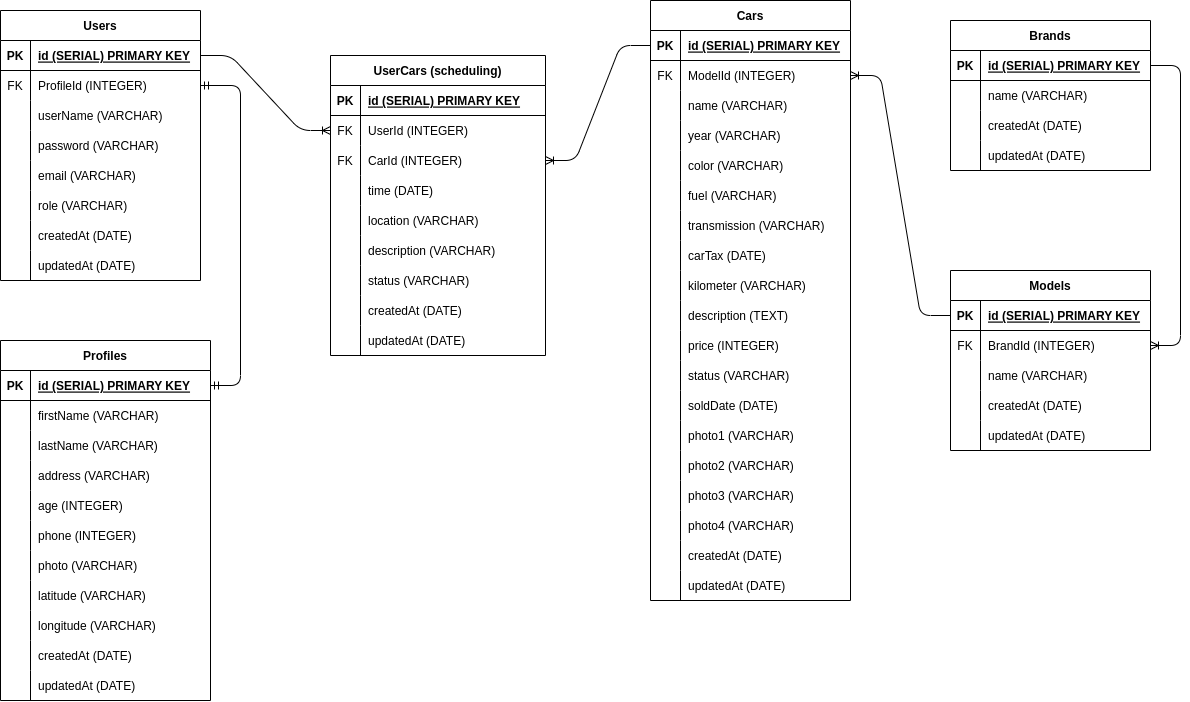 Users
PK id (SERIAL) PRIMARY KEY
FK ProfileId (INTEGER)
userName (VARCHAR)
password (VARCHAR)
email (VARCHAR)
role (VARCHAR)
createdAt (DATE)
updatedAt (DATE)
Profiles
PK id (SERIAL) PRIMARY KEY
firstName (VARCHAR)
lastName (VARCHAR)
address (VARCHAR)
age (INTEGER)
phone (INTEGER)
photo (VARCHAR)
latitude (VARCHAR)
longitude (VARCHAR)
createdAt (DATE)
updatedAt (DATE)
UserCars (scheduling)
PK id (SERIAL) PRIMARY KEY
FK UserId (INTEGER)
FK CarId (INTEGER)
time (DATE)
location (VARCHAR)
description (VARCHAR)
status (VARCHAR)
createdAt (DATE)
updatedAt (DATE)
Cars
PK id (SERIAL) PRIMARY KEY
FK ModelId (INTEGER)
name (VARCHAR)
year (VARCHAR)
color (VARCHAR)
fuel (VARCHAR)
transmission (VARCHAR)
carTax (DATE)
kilometer (VARCHAR)
description (TEXT)
price (INTEGER)
status (VARCHAR)
soldDate (DATE)
photo1 (VARCHAR)
photo2 (VARCHAR)
photo3 (VARCHAR)
photo4 (VARCHAR)
createdAt (DATE)
updatedAt (DATE)
Brands
PK id (SERIAL) PRIMARY KEY
name (VARCHAR)
createdAt (DATE)
updatedAt (DATE)
Models
PK id (SERIAL) PRIMARY KEY
FK BrandId (INTEGER)
name (VARCHAR)
createdAt (DATE)
updatedAt (DATE)